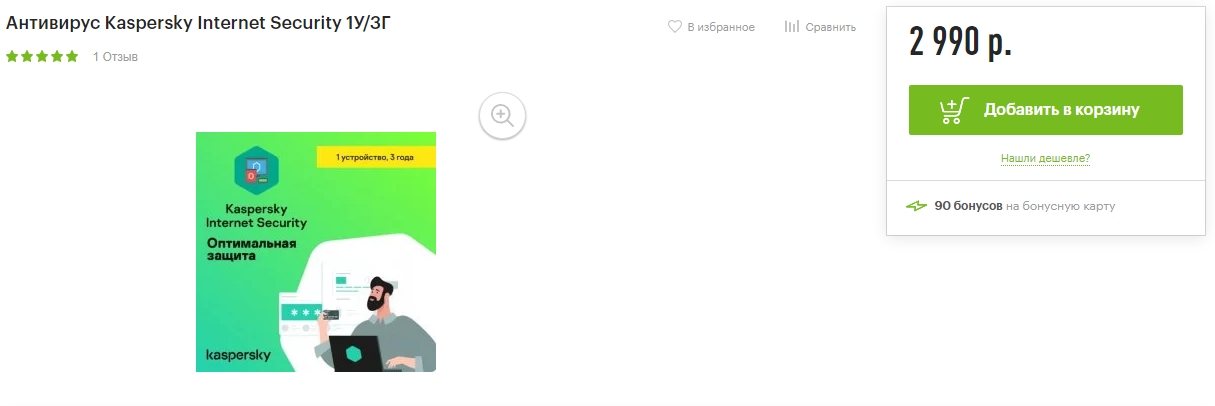 Антивирус Kaspersky Internet Security 1У/3Г
В избранное
Сравнить
1 Отзыв
2 990 р.
Добавить в корзину
Нашли дешевле?
90 бонусов на бонусную карту
1 устройство, 3 года
Kaspersky
Internet Security
Оптимальная
защита
****
kaspersky